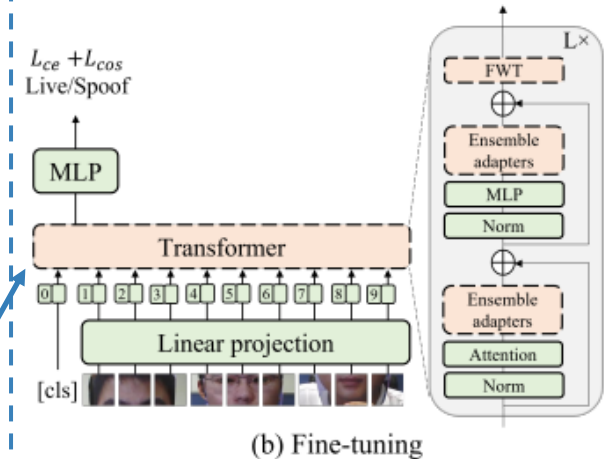 L_ce +L_cos
Live/Spoof
MLP
Transformer
0 1 2 3 4 5 6 7 8 9
Linear projection
[cls]
L×
FWT
Ensemble
adapters
MLP
Norm
Ensemble
adapters
Attention
Norm
(b) Fine-tuning